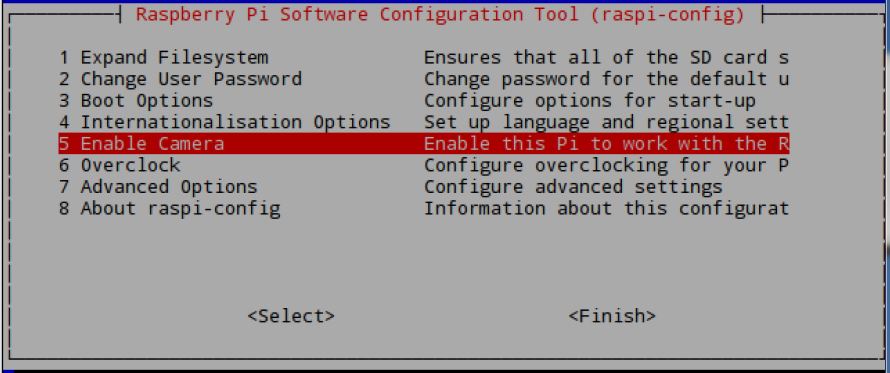 Raspberry Pi Software Configuration Tool (raspi-config)
1 Expand Filesystem Ensures that all of the SD card s
2 Change User Password Change password for the default u
3 Boot Options Configure options for start-up
4 Internationalisation Options Set up language and regional sett
5 Enable Camera Enable this Pi to work with the R
6 Overclock Configure overclocking for your P
7 Advanced Options Configure advanced settings
8 About raspi-config Information about this configurat
<Select> <Finish>